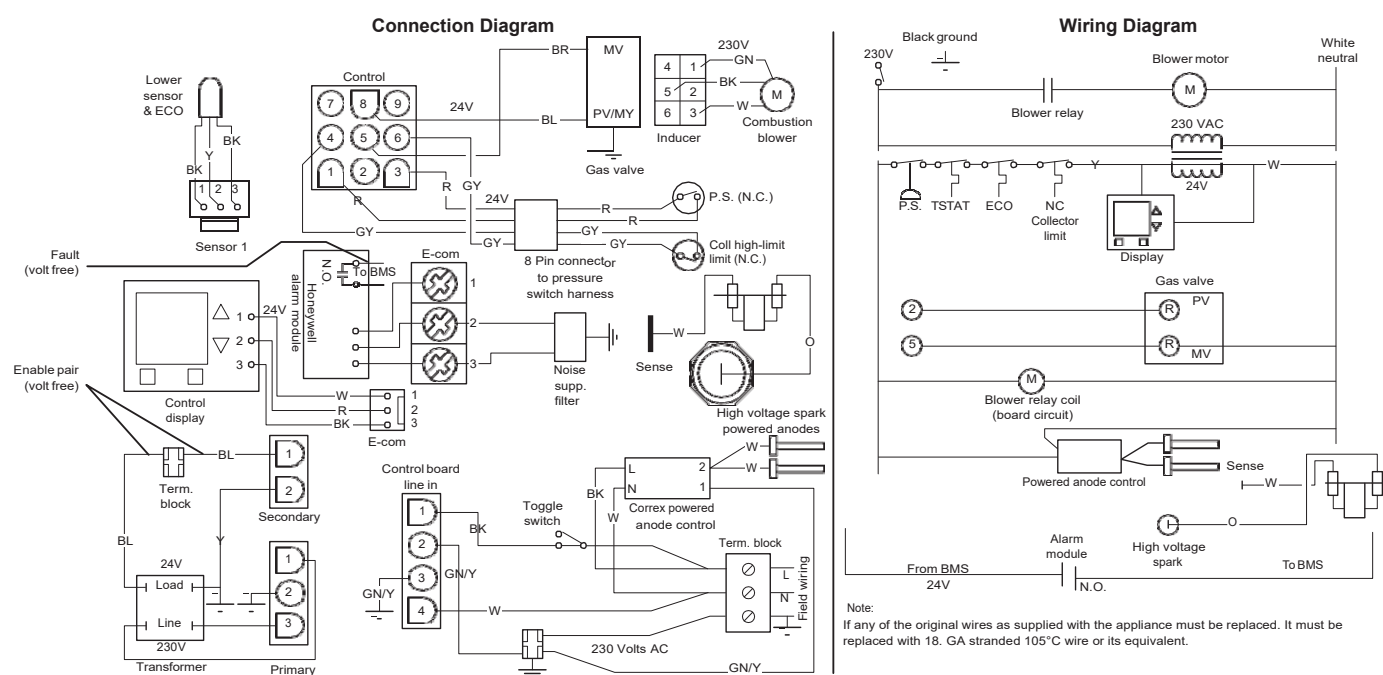 Connection Diagram
Lower
sensor
& ECO
BK
Y
BK
1 2 3
Sensor 1
Control
7 8 9
4 5 6
1 2 3
24V
BR
BL
MV
PV/MY
Gas valve
230V
4 1
5 2
6 3
Inducer
GN
BK
W
M
Combustion
blower
R
GY
R
24V
GY
GY
R
R
GY
GY
P.S. (N.C.)
Coll high-limit
limit (N.C.)
8 Pin connector
to pressure
switch harness
Fault
(volt free)
N.O.
To BMS
Honeywell
alarm module
E-com
1
2
3
Noise
supp.
filter
Sense
W
O
High voltage spark
powered anodes
24V
1
2
3
Control
display
W
R
BK
1
2
3
E-com
Enable pair
(volt free)
BL
Term.
block
1
2
Secondary
BL
Y
24V
Load
Line
230V
Transformer
1
2
3
Primary
Control board
line in
1
2
3
4
BK
GN/Y
GN/Y
W
Toggle
switch
L
N
2
1
W
W
BK
W
Correx powered
anode control
Term. block
L
N
Field wiring
230 Volts AC
GN/Y
Wiring Diagram
230V
Black ground
White
neutral
Blower motor
M
Blower relay
230 VAC
24V
Y
W
P.S.
TSTAT
ECO
NC
Collector
limit
Display
Gas valve
2
R
PV
5
R
MV
M
Blower relay coil
(board circuit)
Powered anode control
Sense
W
O
High voltage
spark
Alarm
module
From BMS
24V
N.O.
To BMS
Note:
If any of the original wires as supplied with the appliance must be replaced. It must be
replaced with 18. GA stranded 105°C wire or its equivalent.